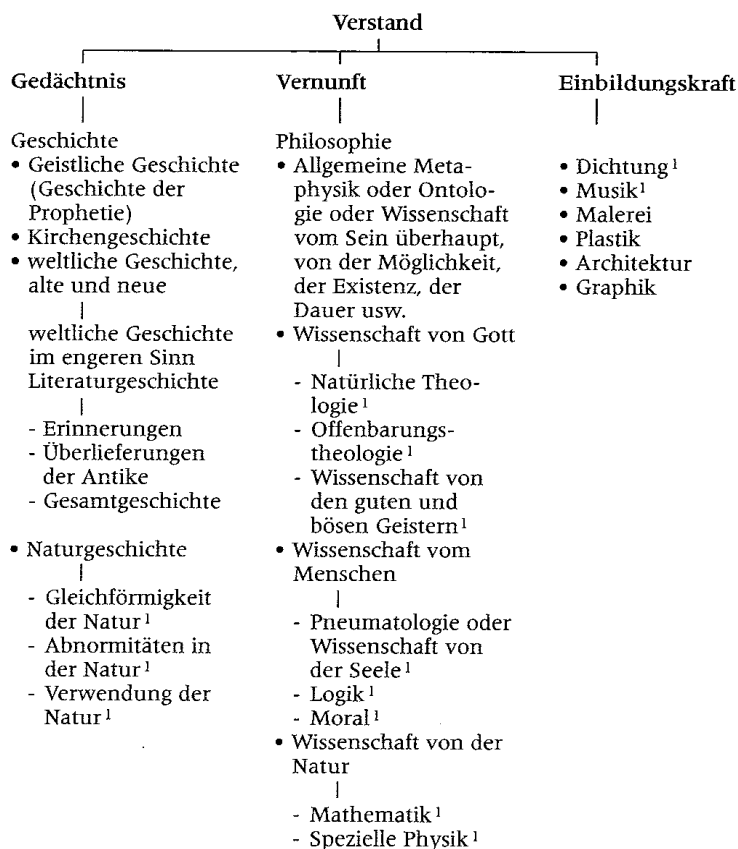 Verstand
Gedächtnis
Geschichte
• Geistliche Geschichte
(Geschichte der
Prophetie)
• Kirchengeschichte
• weltliche Geschichte,
alte und neue
weltliche Geschichte
im engeren Sinn
Literaturgeschichte
- Erinnerungen
- Überlieferungen
der Antike
- Gesamtgeschichte
• Naturgeschichte
- Gleichförmigkeit
der Natur¹
- Abnormitäten in
der Natur¹
- Verwendung der
Natur¹
Vernunft
Philosophie
• Allgemeine Meta-
physik oder Ontolo-
gie oder Wissenschaft
vom Sein überhaupt,
von der Möglichkeit,
der Existenz, der
Dauer usw.
• Wissenschaft von Gott
- Natürliche Theo-
logie¹
- Offenbarungs-
theologie¹
- Wissenschaft von
den guten und
bösen Geistern¹
• Wissenschaft vom
Menschen
- Pneumatologie oder
Wissenschaft von
der Seele¹
- Logik¹
- Moral¹
• Wissenschaft von der
Natur
- Mathematik¹
- Spezielle Physik¹
Einbildungskraft
• Dichtung¹
• Musik¹
• Malerei
• Plastik
• Architektur
• Graphik